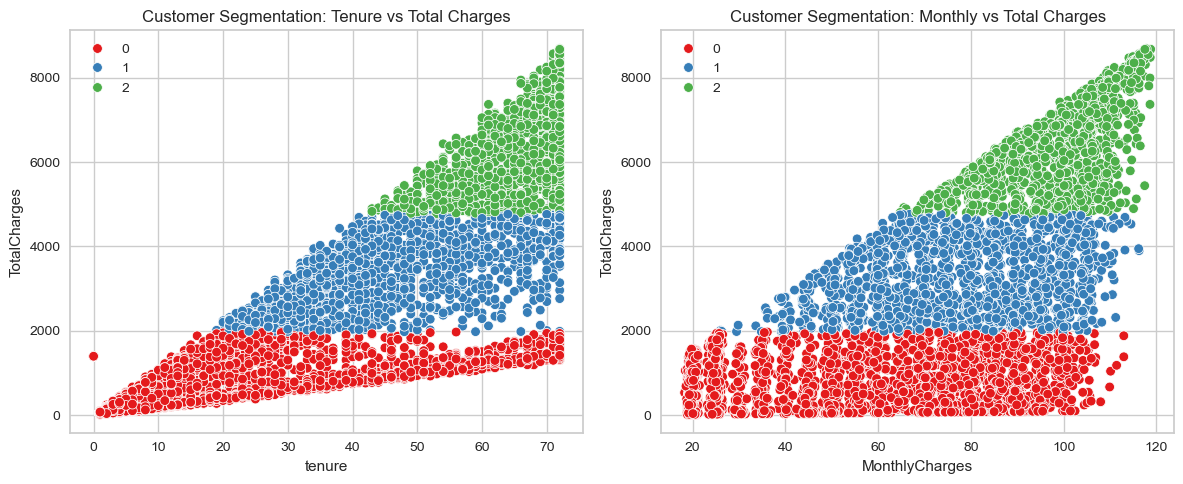 Customer Segmentation: Tenure vs Total Charges
0
1
2
TotalCharges
8000
6000
4000
2000
0
0 10 20 30 40 50 60 70
tenure
Customer Segmentation: Monthly vs Total Charges
0
1
2
TotalCharges
8000
6000
4000
2000
0
20 40 60 80 100 120
MonthlyCharges